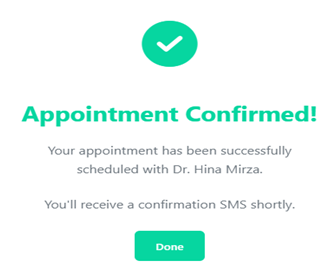 Appointment Confirmed!
Your appointment has been successfully
scheduled with Dr. Hina Mirza.
You'll receive a confirmation SMS shortly.
Done